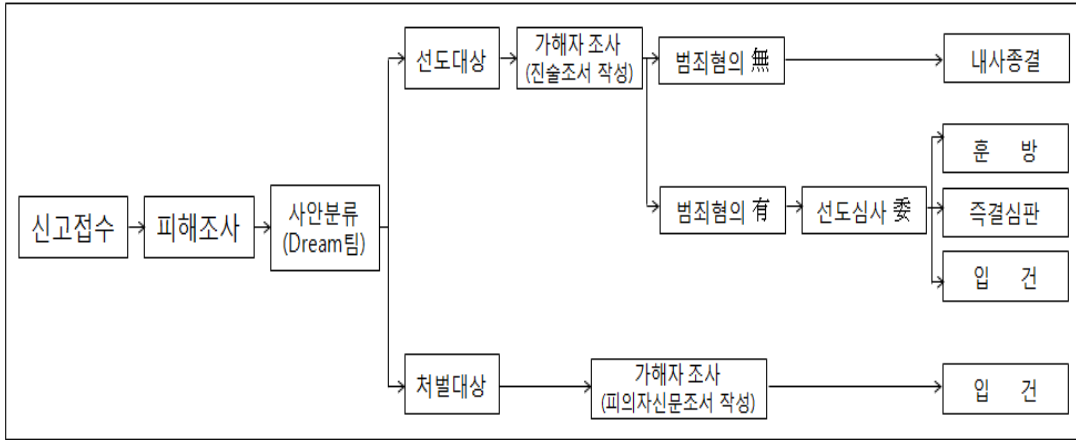 신고접수
피해조사
사안분류
(Dream팀)
선도대상
가해자 조사
(진술조서 작성)
범죄혐의 無
내사종결
범죄혐의 有
선도심사 委
훈 방
즉결심판
입 건
처벌대상
가해자 조사
(피의자신문조서 작성)
입 건